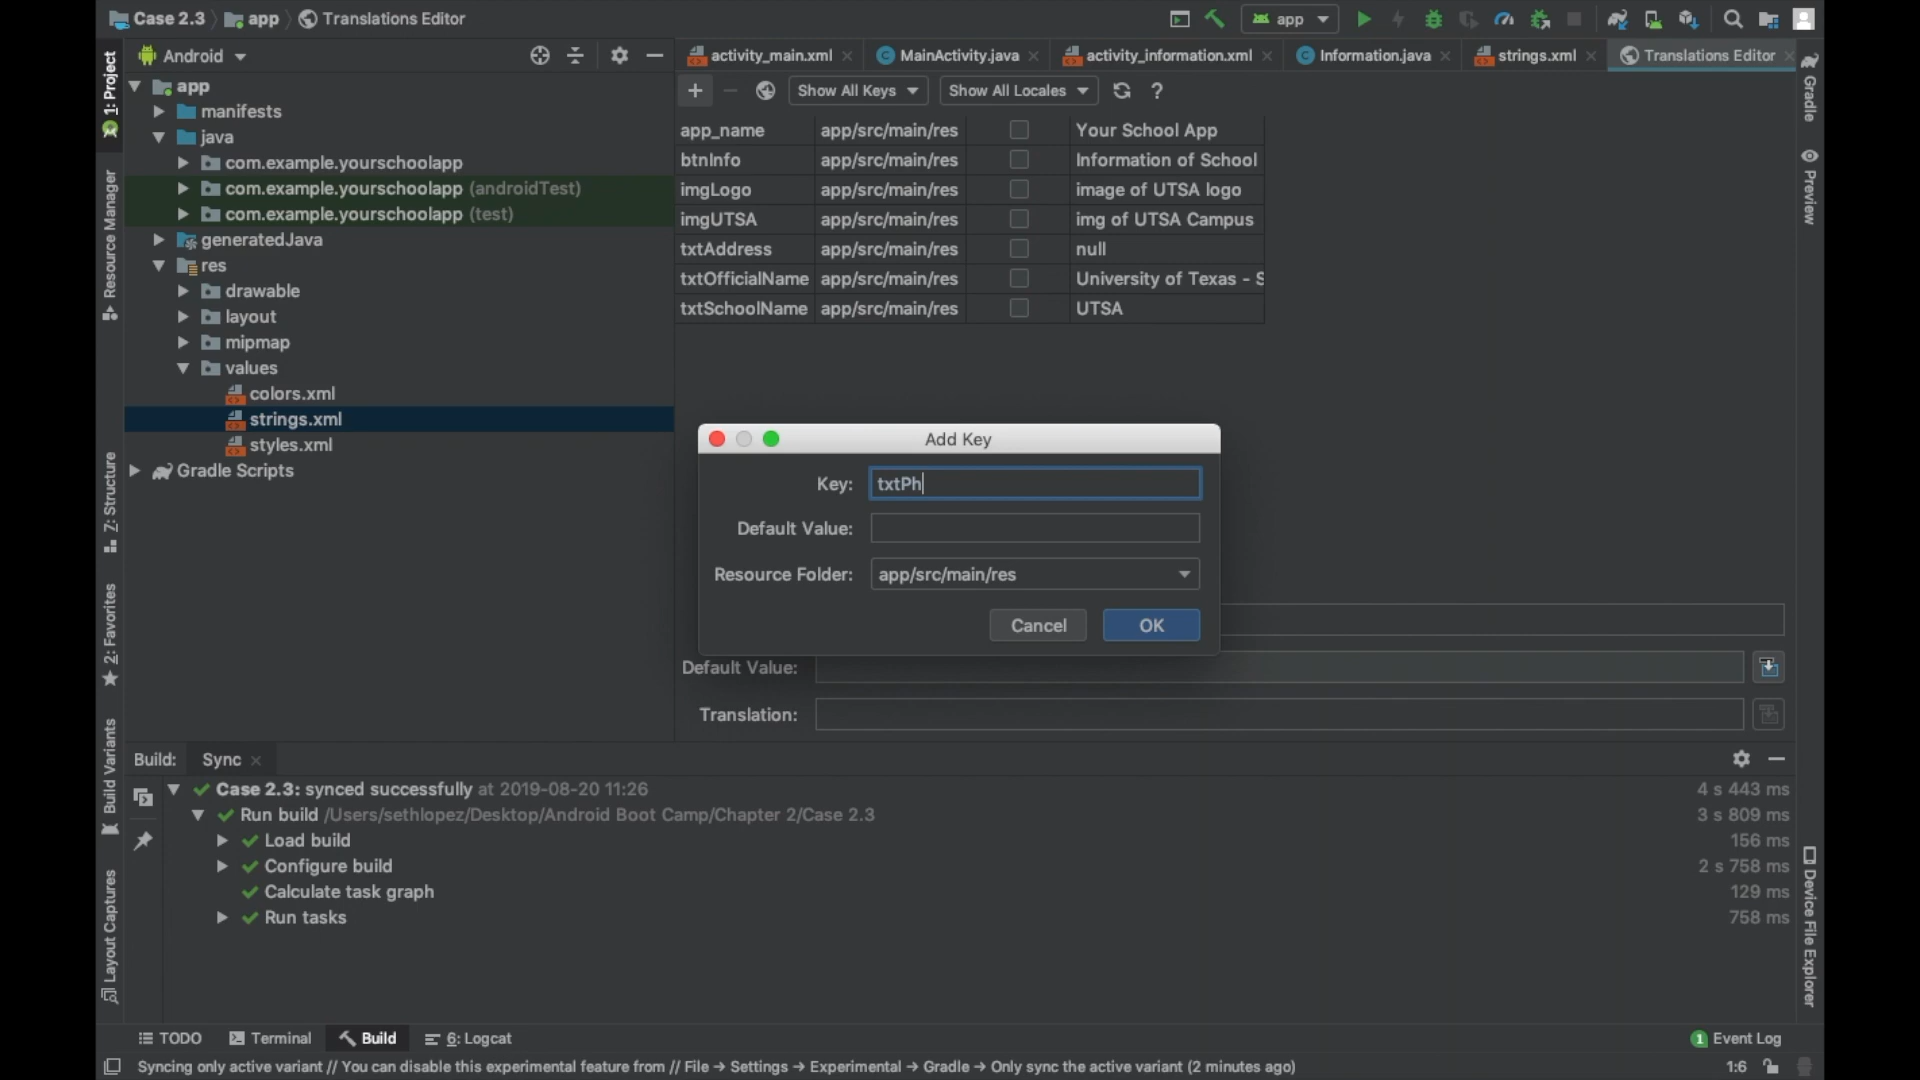 Case 2.3 app Translations Editor
app
Android
activity_main.xml MainActivity.java activity_information.xml Information.java strings.xml Translations Editor
Show All Keys Show All Locales ?
1: Project
Resource Manager
7: Structure
2: Favorites
Build Variants
Layout Captures
app
manifests
java
com.example.yourschoolapp
com.example.yourschoolapp (androidTest)
com.example.yourschoolapp (test)
generatedJava
res
drawable
layout
mipmap
values
colors.xml
strings.xml
styles.xml
Gradle Scripts
app_name app/src/main/res Your School App
btnInfo app/src/main/res Information of School
imgLogo app/src/main/res image of UTSA logo
imgUTSA app/src/main/res img of UTSA Campus
txtAddress app/src/main/res null
txtOfficialName app/src/main/res University of Texas - S
txtSchoolName app/src/main/res UTSA
Add Key
Key: txtPh
Default Value:
Resource Folder: app/src/main/res
Cancel OK
Default Value:
Translation:
Gradle
Preview
Device File Explorer
Build: Sync
Case 2.3: synced successfully at 2019-08-20 11:26 4 s 443 ms
Run build /Users/sethlopez/Desktop/Android Boot Camp/Chapter 2/Case 2.3 3 s 809 ms
Load build 156 ms
Configure build 2 s 758 ms
Calculate task graph 129 ms
Run tasks 758 ms
TODO Terminal Build 6: Logcat 1 Event Log
Syncing only active variant // You can disable this experimental feature from // File → Settings → Experimental → Gradle → Only sync the active variant (2 minutes ago) 1:6